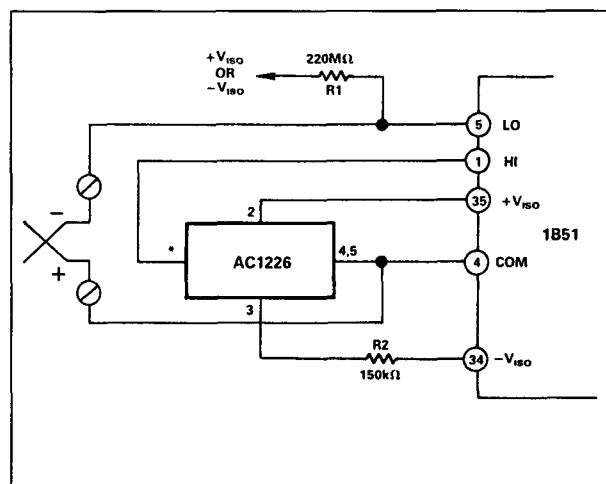 +V_ISO
OR
−V_ISO
220MΩ
R1
5 LO
1 HI
35 +V_ISO
1B51
−
+
*
2
AC1226
4,5
3
4 COM
R2
150kΩ
34 −V_ISO